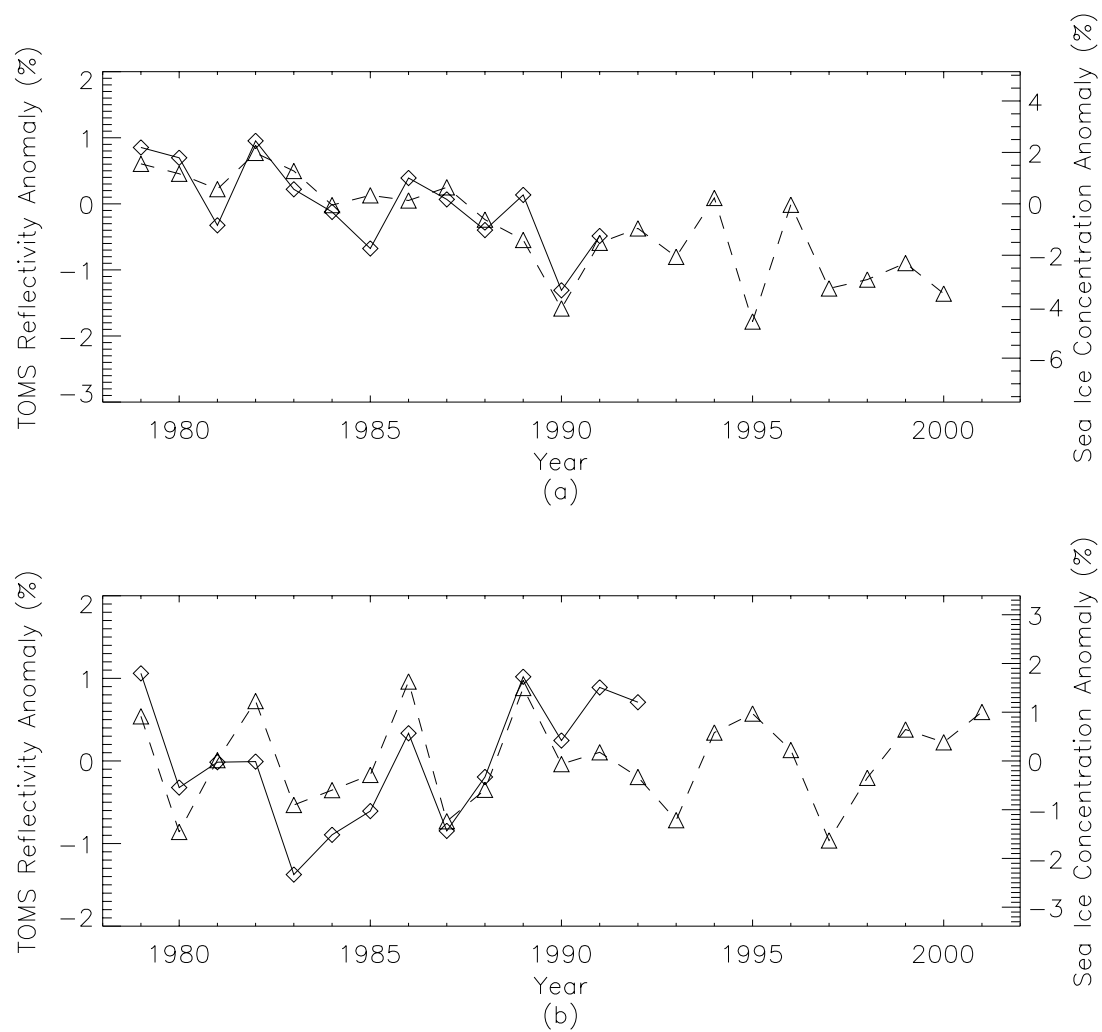 TOMS Reflectivity Anomaly (%)
2
1
0
−1
−2
−3
4
2
0
−2
−4
−6
Sea Ice Concentration Anomaly (%)
1980 1985 1990 1995 2000
Year
(a)
TOMS Reflectivity Anomaly (%)
2
1
0
−1
−2
3
2
1
0
−1
−2
−3
Sea Ice Concentration Anomaly (%)
1980 1985 1990 1995 2000
Year
(b)